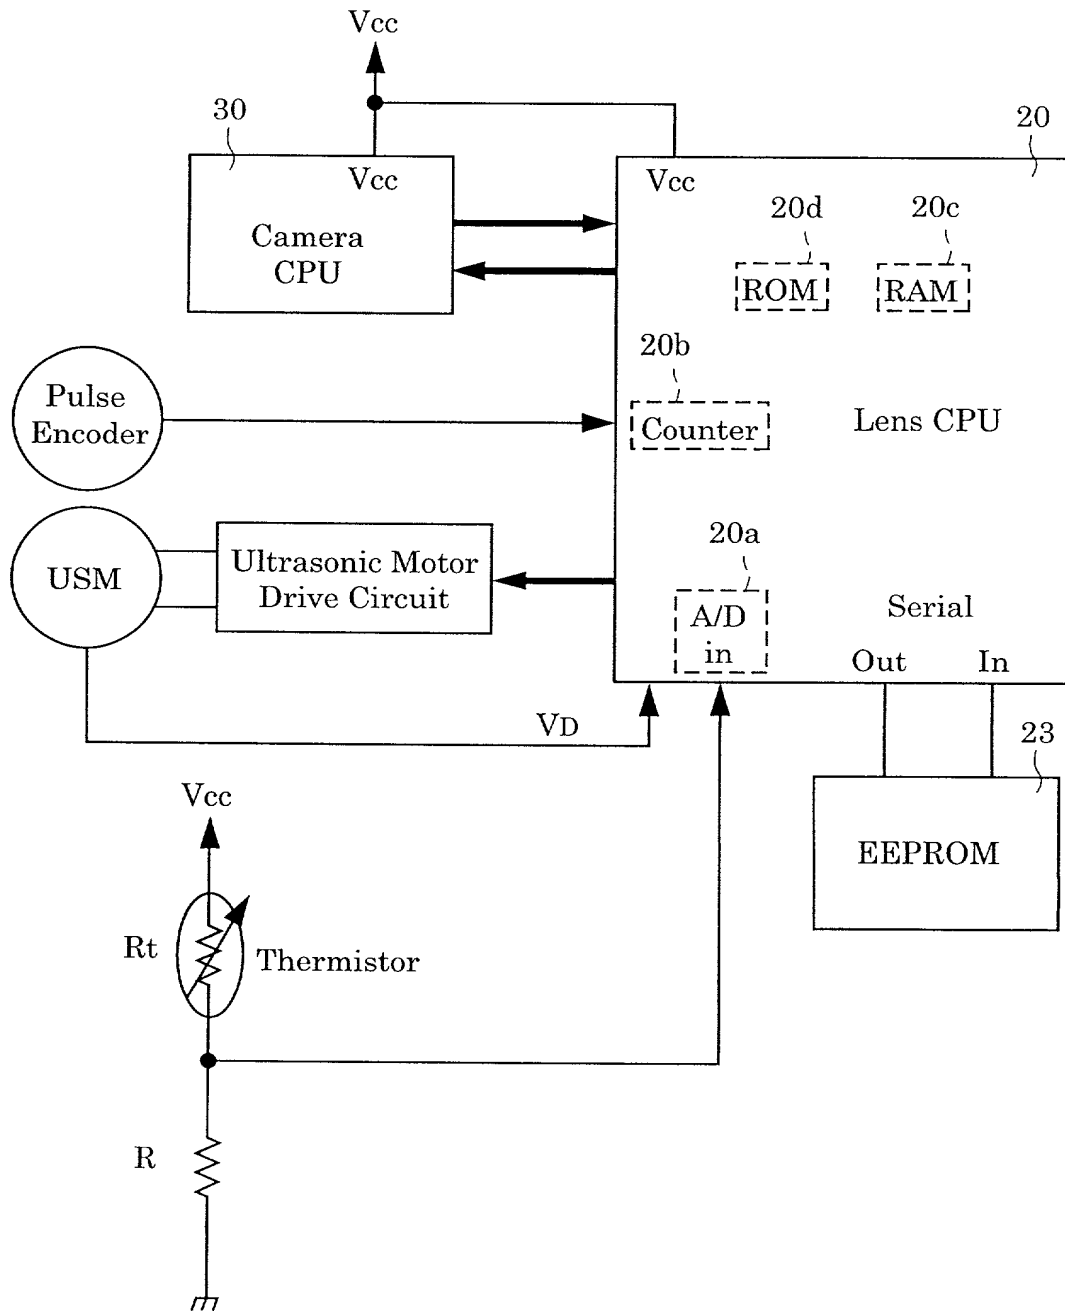 Vcc
30
20
Vcc
Vcc
Camera
CPU
20d
20c
ROM
RAM
20b
Pulse
Encoder
Counter
Lens CPU
20a
USM
Ultrasonic Motor
Drive Circuit
A/D
in
Serial
Out
In
VD
23
Vcc
EEPROM
Rt
Thermistor
R